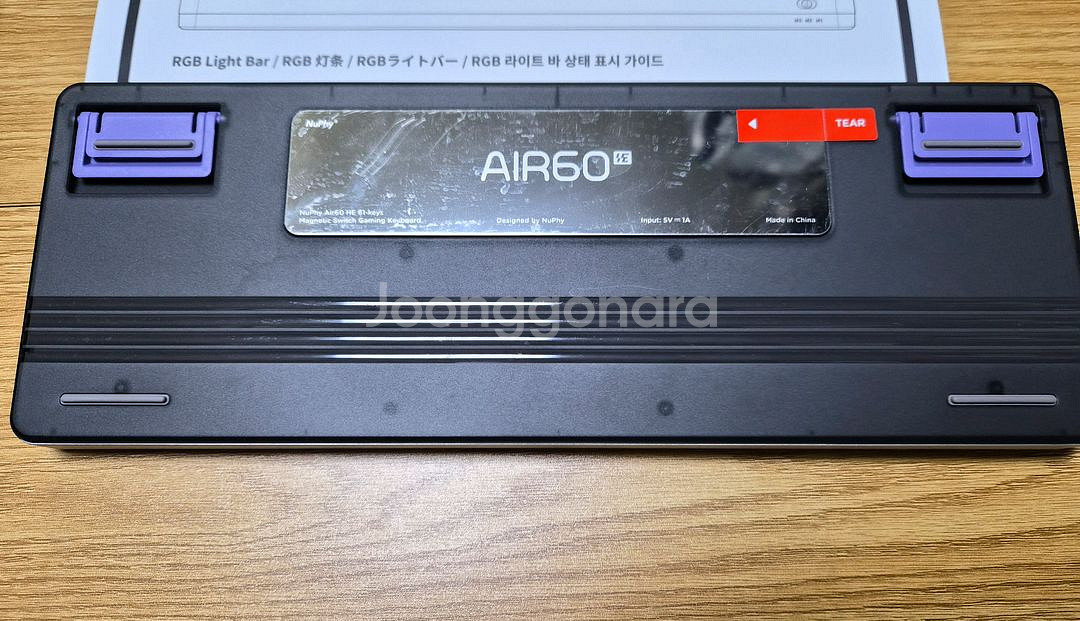 RGB Light Bar / RGB 灯条 / RGBライトバー / RGB 라이트 바 상태 표시 가이드
NuPhy
TEAR
AIR60 HE
NuPhy Air60 HE 61-keys
Magnetic Switch Gaming Keyboard
Designed by NuPhy
Input: 5V⎓1A
Made in China
Joonggonara